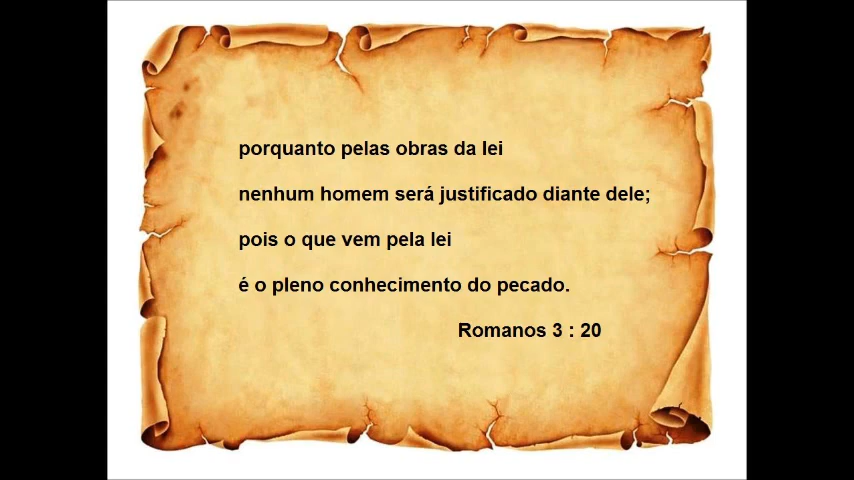 porquanto pelas obras da lei
nenhum homem será justificado diante dele;
pois o que vem pela lei
é o pleno conhecimento do pecado.
Romanos 3 : 20